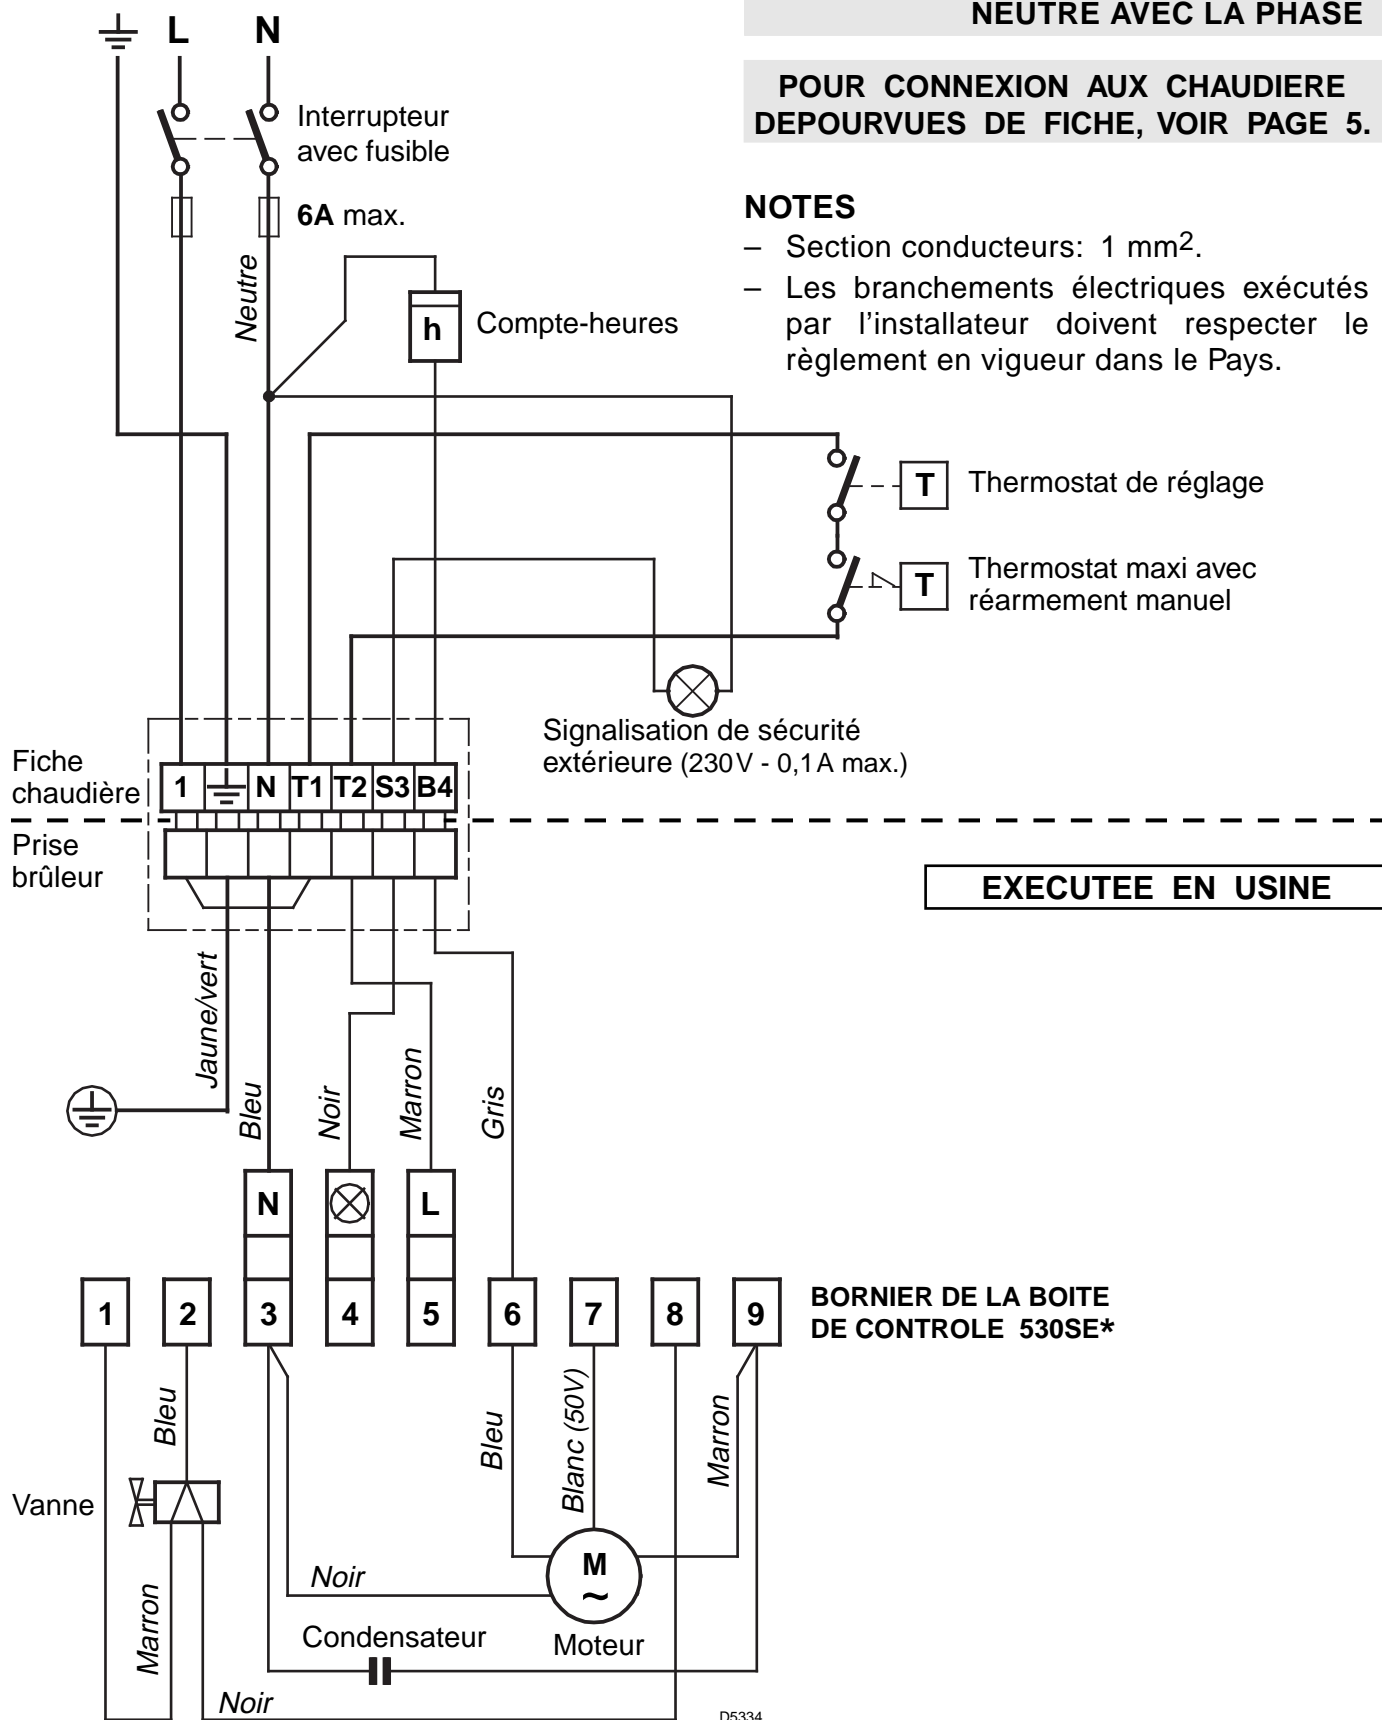 NEUTRE AVEC LA PHASE
POUR CONNEXION AUX CHAUDIERE
DEPOURVUES DE FICHE, VOIR PAGE 5.
L N
Interrupteur
avec fusible
6A max.
Neutre
h
Compte-heures
NOTES
– Section conducteurs: 1 mm2.
– Les branchements électriques exécutés
par l'installateur doivent respecter le
règlement en vigueur dans le Pays.
T Thermostat de réglage
T Thermostat maxi avec
réarmement manuel
Signalisation de sécurité
extérieure (230V - 0,1A max.)
Fiche
chaudière
1 N T1 T2 S3 B4
Prise
brûleur
EXECUTEE EN USINE
Jaune/vert
Bleu
Noir
Marron
Gris
N L
1 2 3 4 5 6 7 8 9
BORNIER DE LA BOITE
DE CONTROLE 530SE*
Bleu
Bleu
Blanc (50V)
Marron
Vanne
M
~
Noir
Marron
Condensateur
Moteur
Noir
D5334